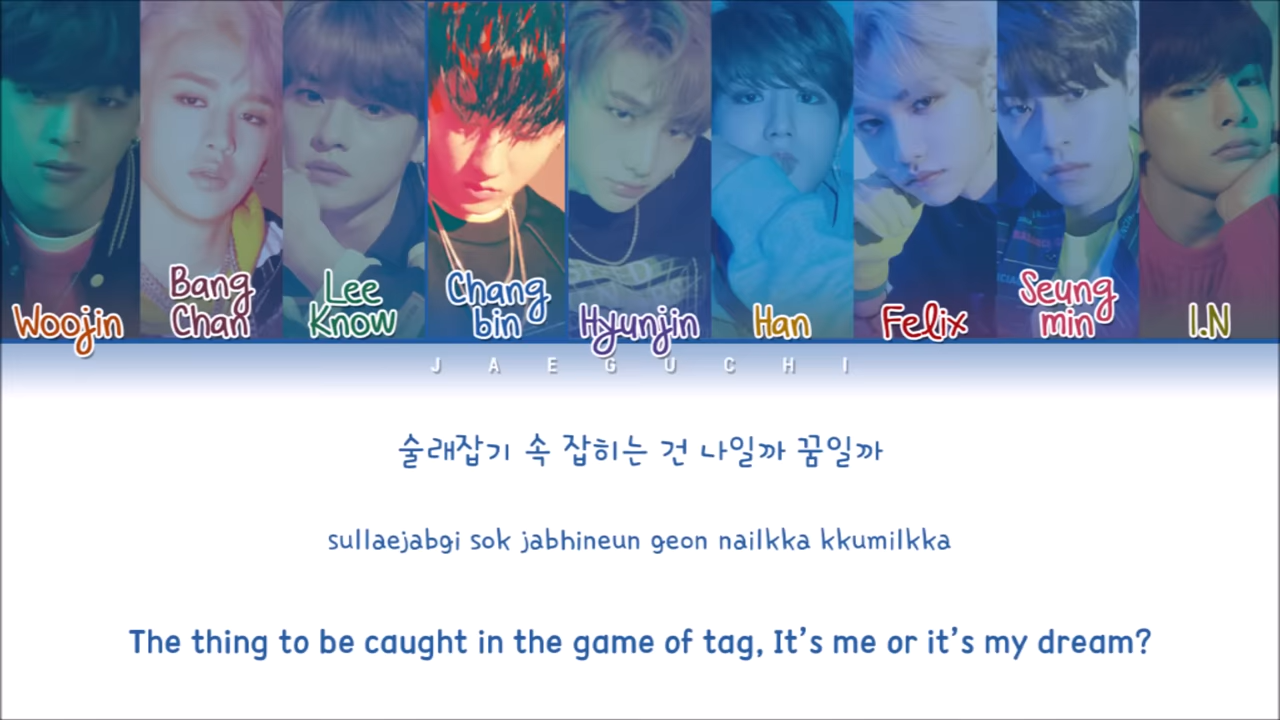 Woojin
Bang Chan
Lee Know
Chang bin
Hyunjin
Han
Felix
Seung min
I.N
JAEGUCHI
술래잡기 속 잡히는 건 나일까 꿈일까
sullaejabgi sok jabhineun geon nailkka kkumilkka
The thing to be caught in the game of tag, It's me or it's my dream?